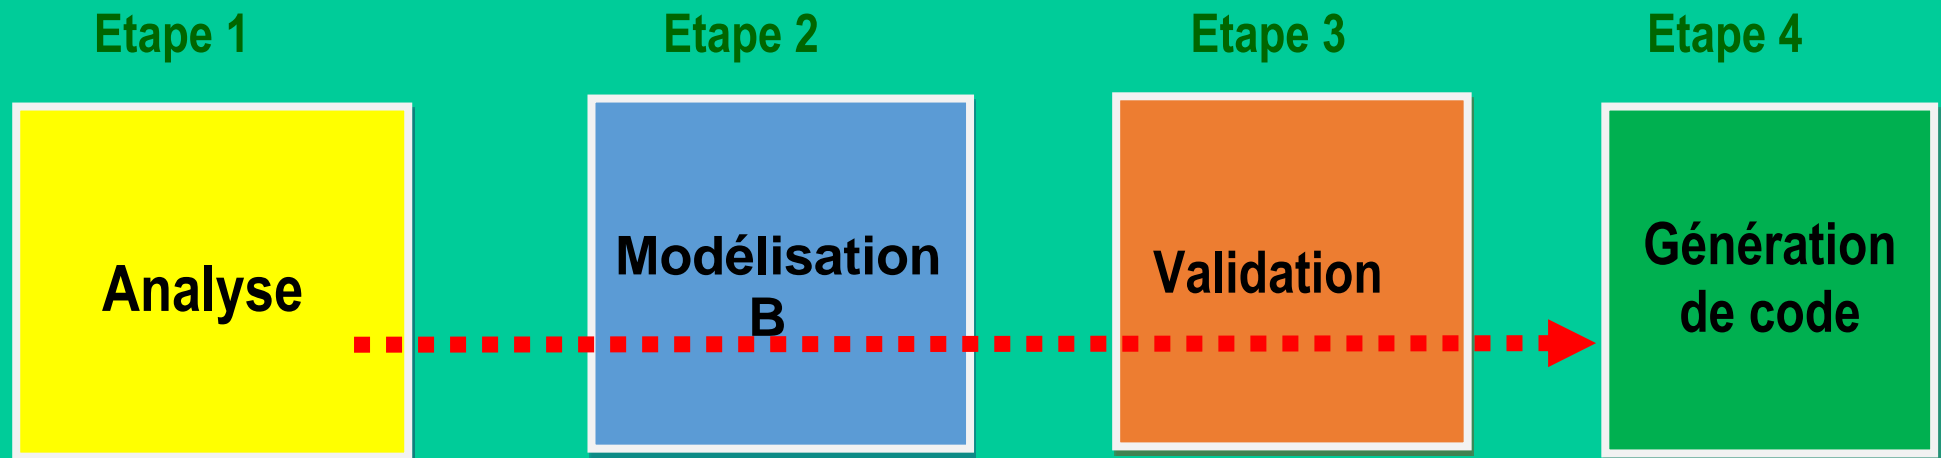 Etape 1
Etape 2
Etape 3
Etape 4
Analyse
Modélisation
B
Validation
Génération
de code